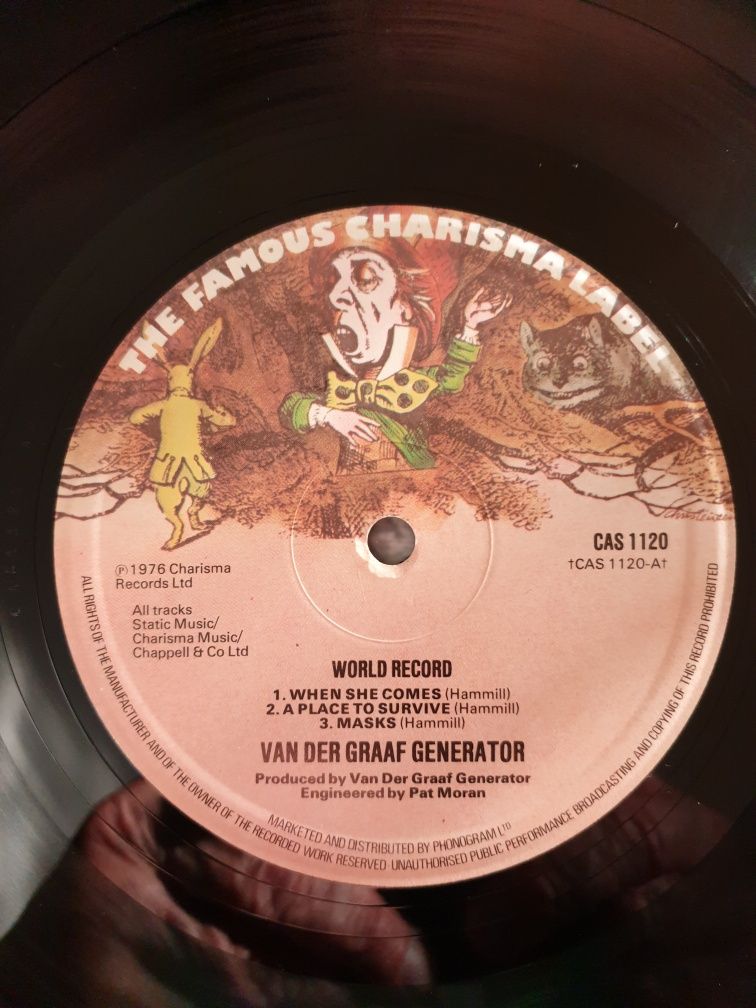 THE FAMOUS CHARISMA LABEL
Christensen
CAS 1120
†CAS 1120-A†
Ⓟ1976 Charisma
Records Ltd
All tracks
Static Music/
Charisma Music/
Chappell & Co Ltd
WORLD RECORD
1. WHEN SHE COMES (Hammill)
2. A PLACE TO SURVIVE (Hammill)
3. MASKS (Hammill)
VAN DER GRAAF GENERATOR
Produced by Van Der Graaf Generator
Engineered by Pat Moran
MARKETED AND DISTRIBUTED BY PHONOGRAM LTD
ALL RIGHTS OF THE MANUFACTURER AND OF THE OWNER OF THE RECORDED WORK RESERVED·UNAUTHORISED PUBLIC PERFORMANCE BROADCASTING AND COPYING OF THIS RECORD PROHIBITED